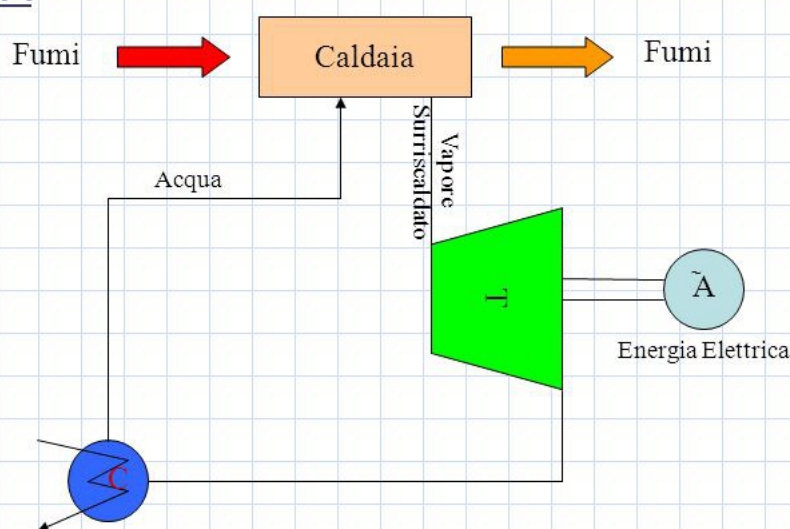 Fumi
Caldaia
Fumi
Vapore
Surriscaldato
Acqua
T
Ã
Energia Elettrica
C